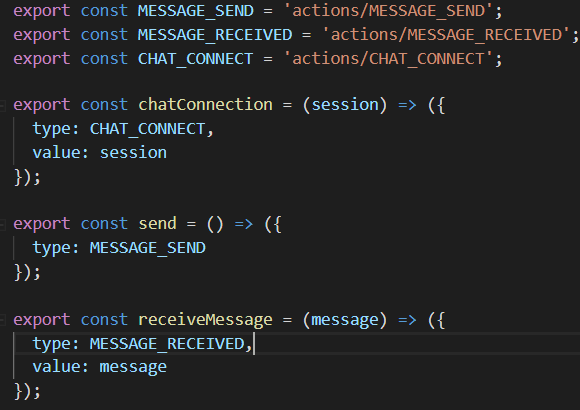 export const MESSAGE_SEND = 'actions/MESSAGE_SEND';
export const MESSAGE_RECEIVED = 'actions/MESSAGE_RECEIVED';
export const CHAT_CONNECT = 'actions/CHAT_CONNECT';
export const chatConnection = (session) => ({
type: CHAT_CONNECT,
value: session
});
export const send = () => ({
type: MESSAGE_SEND
});
export const receiveMessage = (message) => ({
type: MESSAGE_RECEIVED,
value: message
});